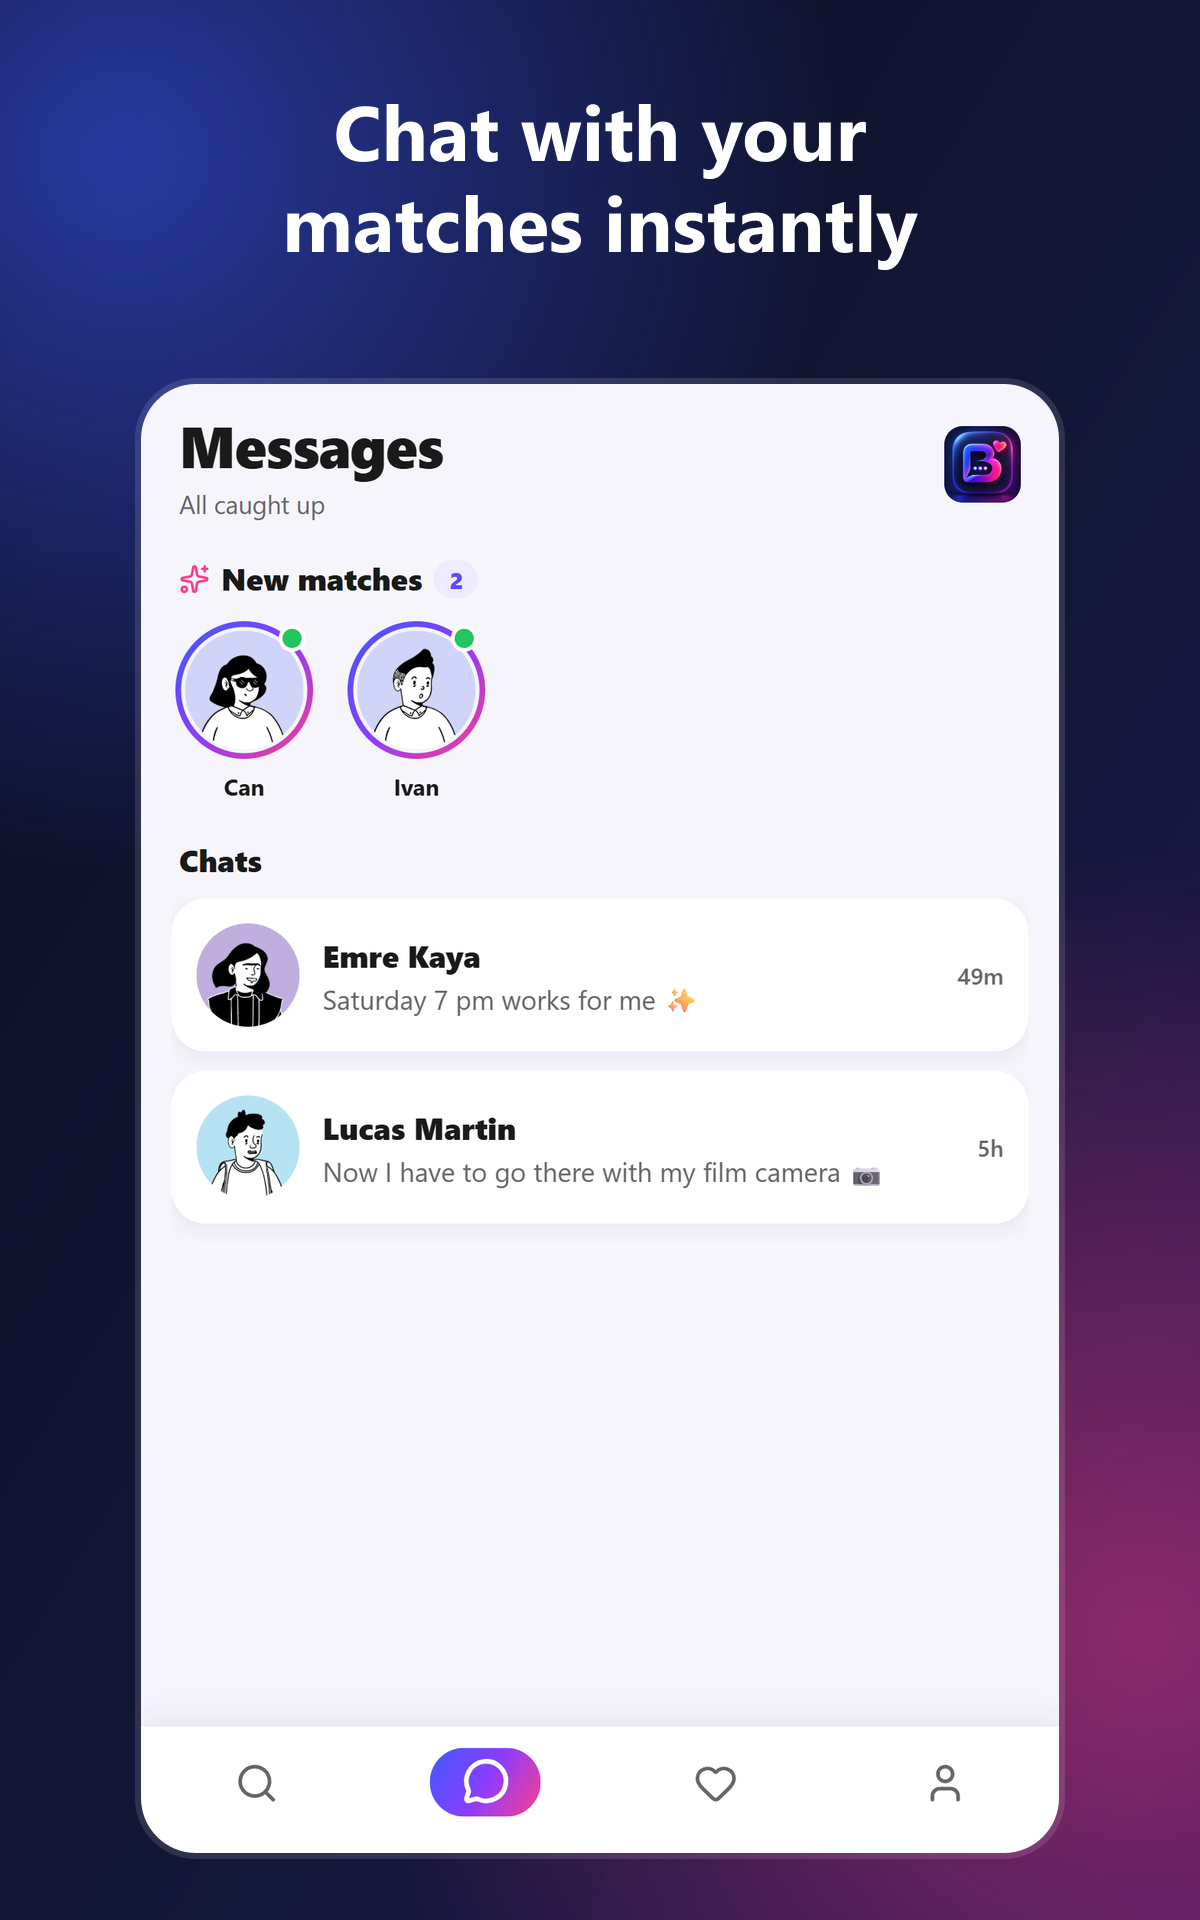 Chat with your
matches instantly
Messages
All caught up
B
New matches 2
Can Ivan
Chats
Emre Kaya
49m
Saturday 7 pm works for me ✨
Lucas Martin
5h
Now I have to go there with my film camera 📷